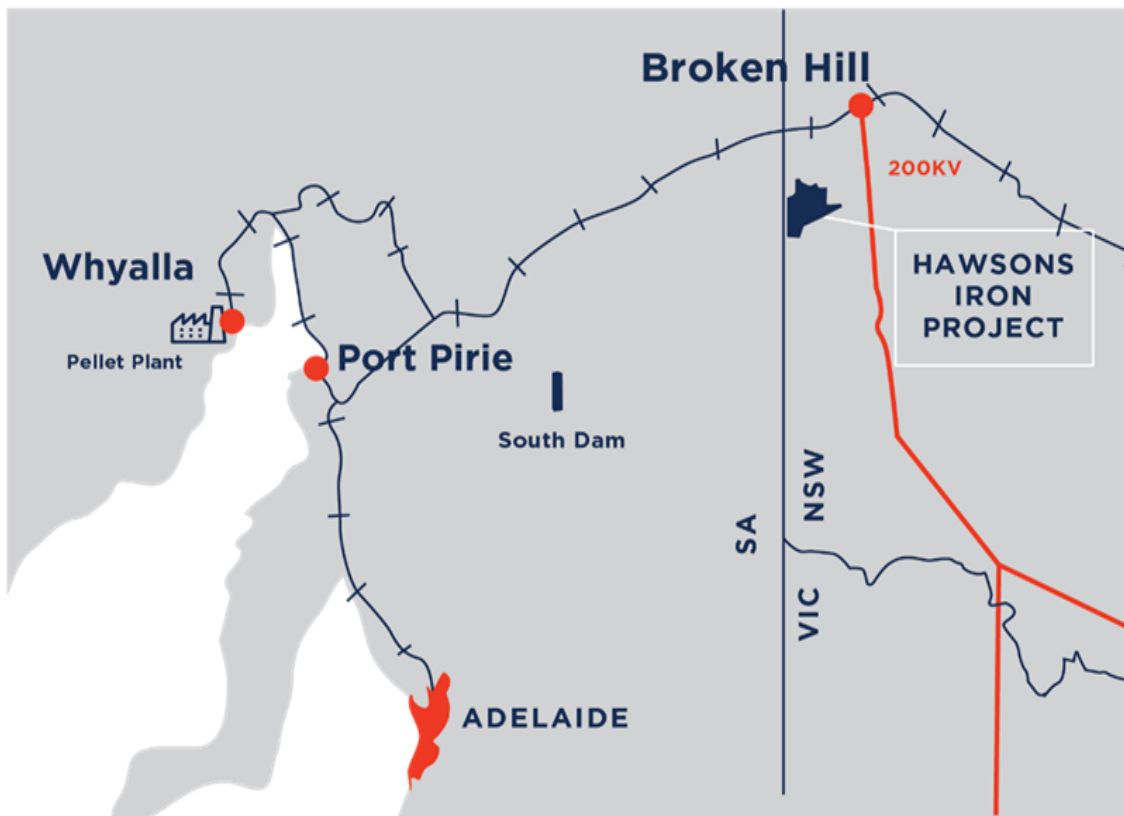 Broken Hill
200KV
HAWSONS
IRON
PROJECT
Whyalla
Pellet Plant
Port Pirie
South Dam
SA
NSW
VIC
ADELAIDE